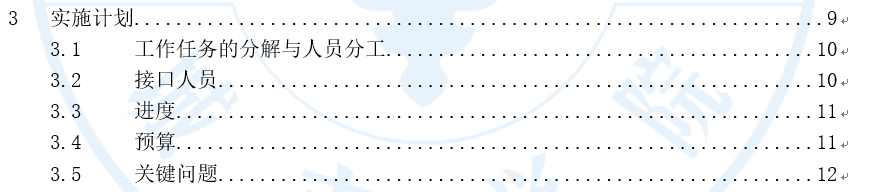 3 实施计划........................................................................9
3.1 工作任务的分解与人员分工..........................................10
3.2 接口人员..........................................................10
3.3 进度..............................................................11
3.4 预算..............................................................11
3.5 关键问题..........................................................12